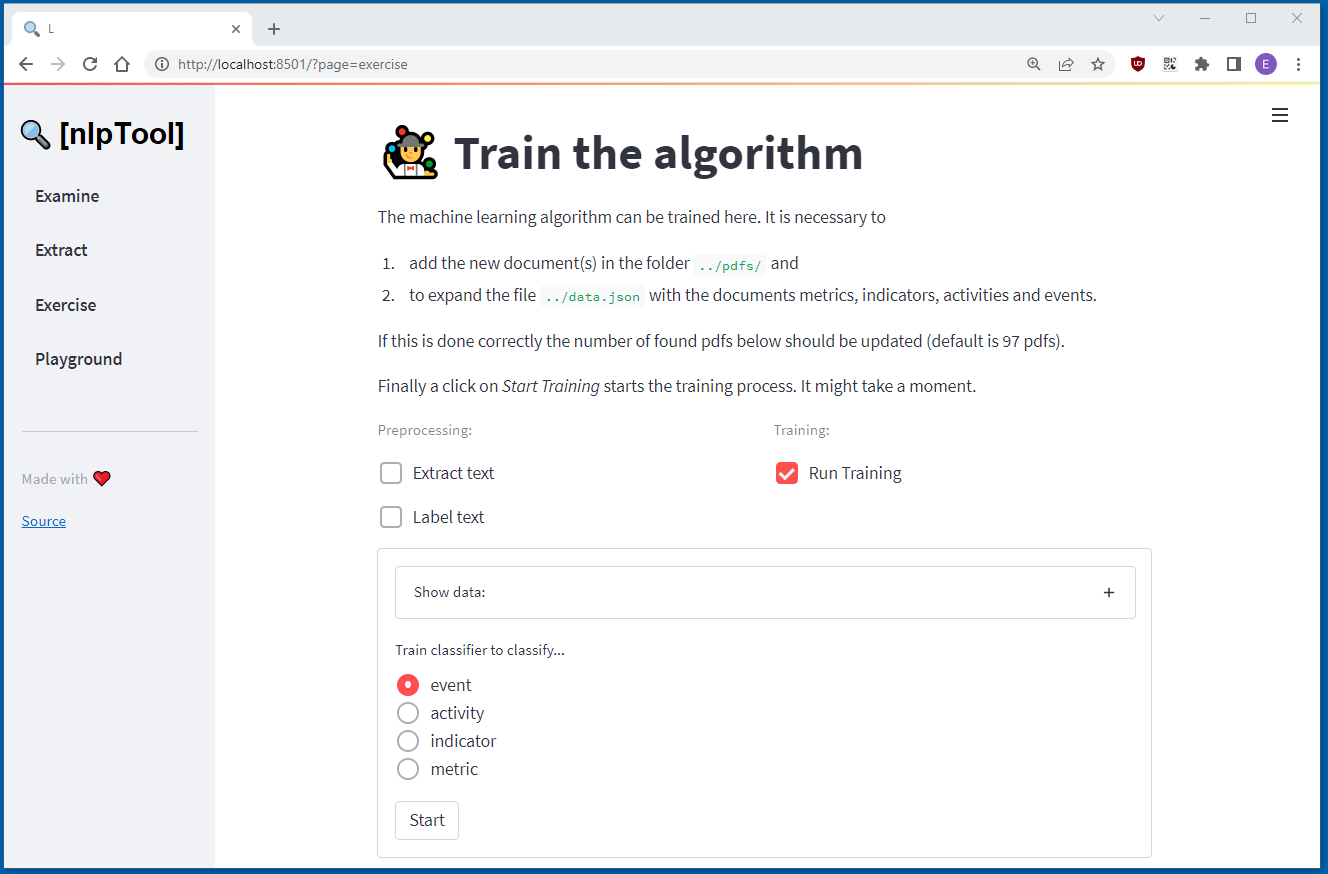 L
http://localhost:8501/?page=exercise
E
[nlpTool]
Examine
Extract
Exercise
Playground
Made with
Source
Train the algorithm
The machine learning algorithm can be trained here. It is necessary to
1. add the new document(s) in the folder ../pdfs/ and
2. to expand the file ../data.json with the documents metrics, indicators, activities and events.
If this is done correctly the number of found pdfs below should be updated (default is 97 pdfs).
Finally a click on Start Training starts the training process. It might take a moment.
Preprocessing: Training:
Extract text Run Training
Label text
Show data:
Train classifier to classify...
event
activity
indicator
metric
Start